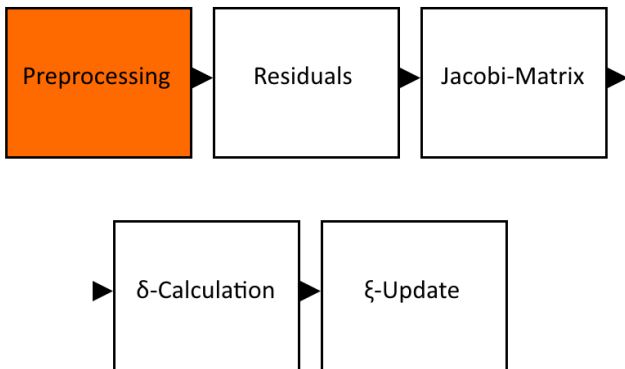 Preprocessing
Residuals
Jacobi-Matrix
δ-Calculation
ξ-Update